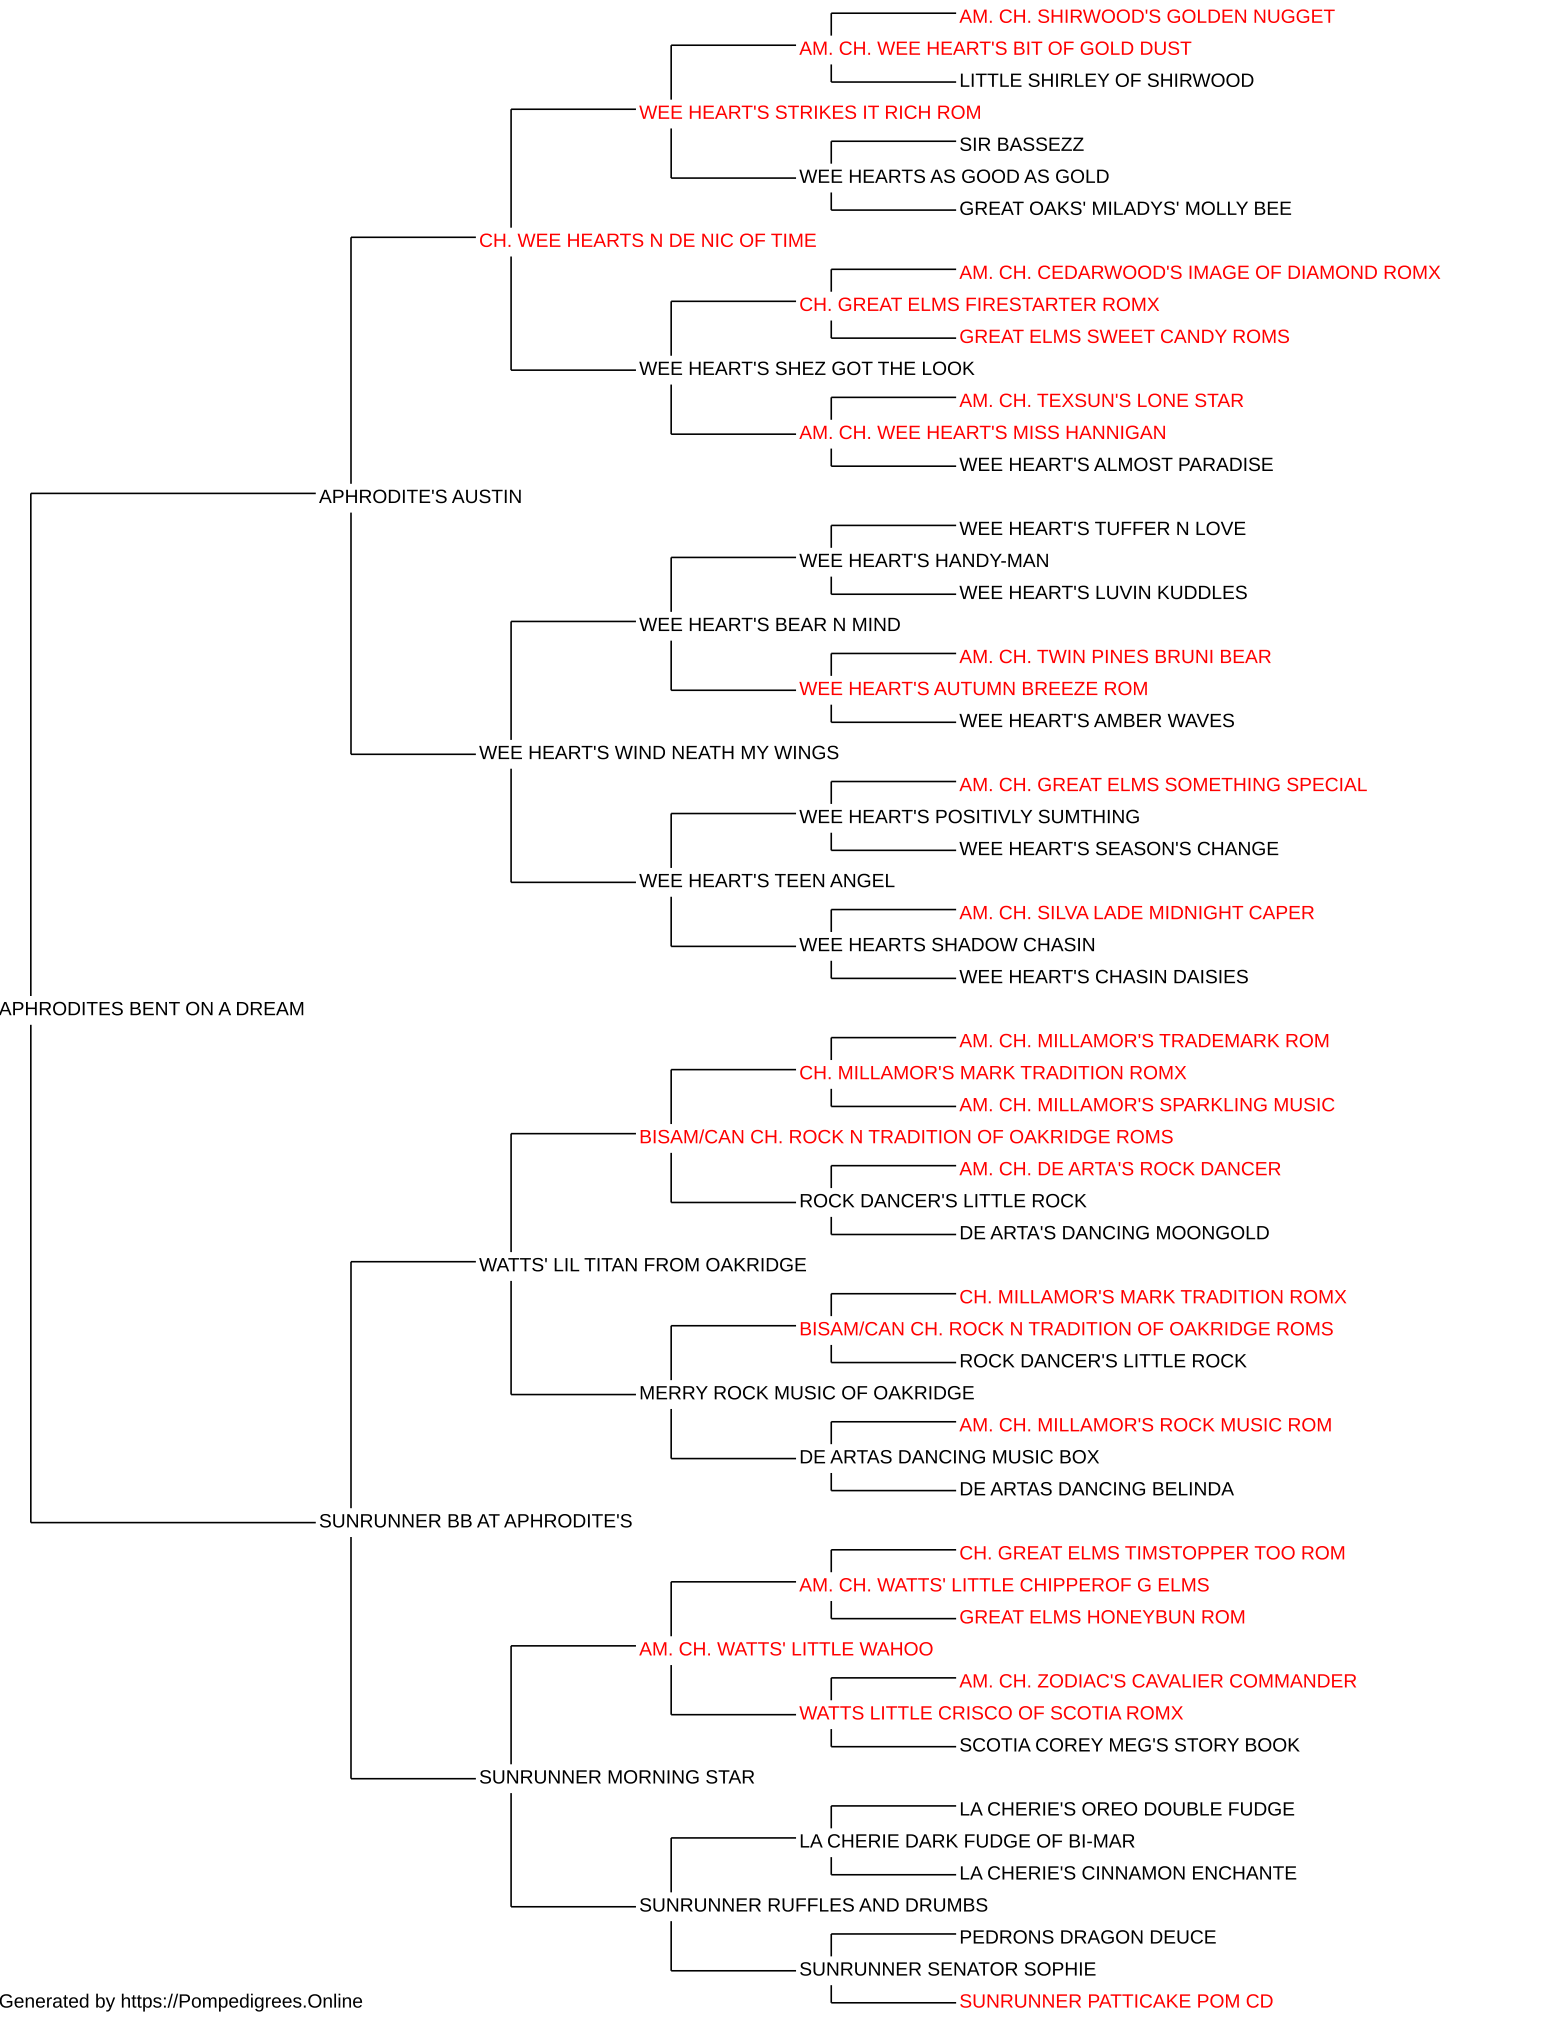 AM. CH. SHIRWOOD'S GOLDEN NUGGET
AM. CH. WEE HEART'S BIT OF GOLD DUST
LITTLE SHIRLEY OF SHIRWOOD
WEE HEART'S STRIKES IT RICH ROM
SIR BASSEZZ
WEE HEARTS AS GOOD AS GOLD
GREAT OAKS' MILADYS' MOLLY BEE
CH. WEE HEARTS N DE NIC OF TIME
AM. CH. CEDARWOOD'S IMAGE OF DIAMOND ROMX
CH. GREAT ELMS FIRESTARTER ROMX
GREAT ELMS SWEET CANDY ROMS
WEE HEART'S SHEZ GOT THE LOOK
AM. CH. TEXSUN'S LONE STAR
AM. CH. WEE HEART'S MISS HANNIGAN
WEE HEART'S ALMOST PARADISE
APHRODITE'S AUSTIN
WEE HEART'S TUFFER N LOVE
WEE HEART'S HANDY-MAN
WEE HEART'S LUVIN KUDDLES
WEE HEART'S BEAR N MIND
AM. CH. TWIN PINES BRUNI BEAR
WEE HEART'S AUTUMN BREEZE ROM
WEE HEART'S AMBER WAVES
WEE HEART'S WIND NEATH MY WINGS
AM. CH. GREAT ELMS SOMETHING SPECIAL
WEE HEART'S POSITIVLY SUMTHING
WEE HEART'S SEASON'S CHANGE
WEE HEART'S TEEN ANGEL
AM. CH. SILVA LADE MIDNIGHT CAPER
WEE HEARTS SHADOW CHASIN
WEE HEART'S CHASIN DAISIES
APHRODITES BENT ON A DREAM
AM. CH. MILLAMOR'S TRADEMARK ROM
CH. MILLAMOR'S MARK TRADITION ROMX
AM. CH. MILLAMOR'S SPARKLING MUSIC
BISAM/CAN CH. ROCK N TRADITION OF OAKRIDGE ROMS
AM. CH. DE ARTA'S ROCK DANCER
ROCK DANCER'S LITTLE ROCK
DE ARTA'S DANCING MOONGOLD
WATTS' LIL TITAN FROM OAKRIDGE
CH. MILLAMOR'S MARK TRADITION ROMX
BISAM/CAN CH. ROCK N TRADITION OF OAKRIDGE ROMS
ROCK DANCER'S LITTLE ROCK
MERRY ROCK MUSIC OF OAKRIDGE
AM. CH. MILLAMOR'S ROCK MUSIC ROM
DE ARTAS DANCING MUSIC BOX
DE ARTAS DANCING BELINDA
SUNRUNNER BB AT APHRODITE'S
CH. GREAT ELMS TIMSTOPPER TOO ROM
AM. CH. WATTS' LITTLE CHIPPEROF G ELMS
GREAT ELMS HONEYBUN ROM
AM. CH. WATTS' LITTLE WAHOO
AM. CH. ZODIAC'S CAVALIER COMMANDER
WATTS LITTLE CRISCO OF SCOTIA ROMX
SCOTIA COREY MEG'S STORY BOOK
SUNRUNNER MORNING STAR
LA CHERIE'S OREO DOUBLE FUDGE
LA CHERIE DARK FUDGE OF BI-MAR
LA CHERIE'S CINNAMON ENCHANTE
SUNRUNNER RUFFLES AND DRUMBS
PEDRONS DRAGON DEUCE
SUNRUNNER SENATOR SOPHIE
SUNRUNNER PATTICAKE POM CD
Generated by https://Pompedigrees.Online